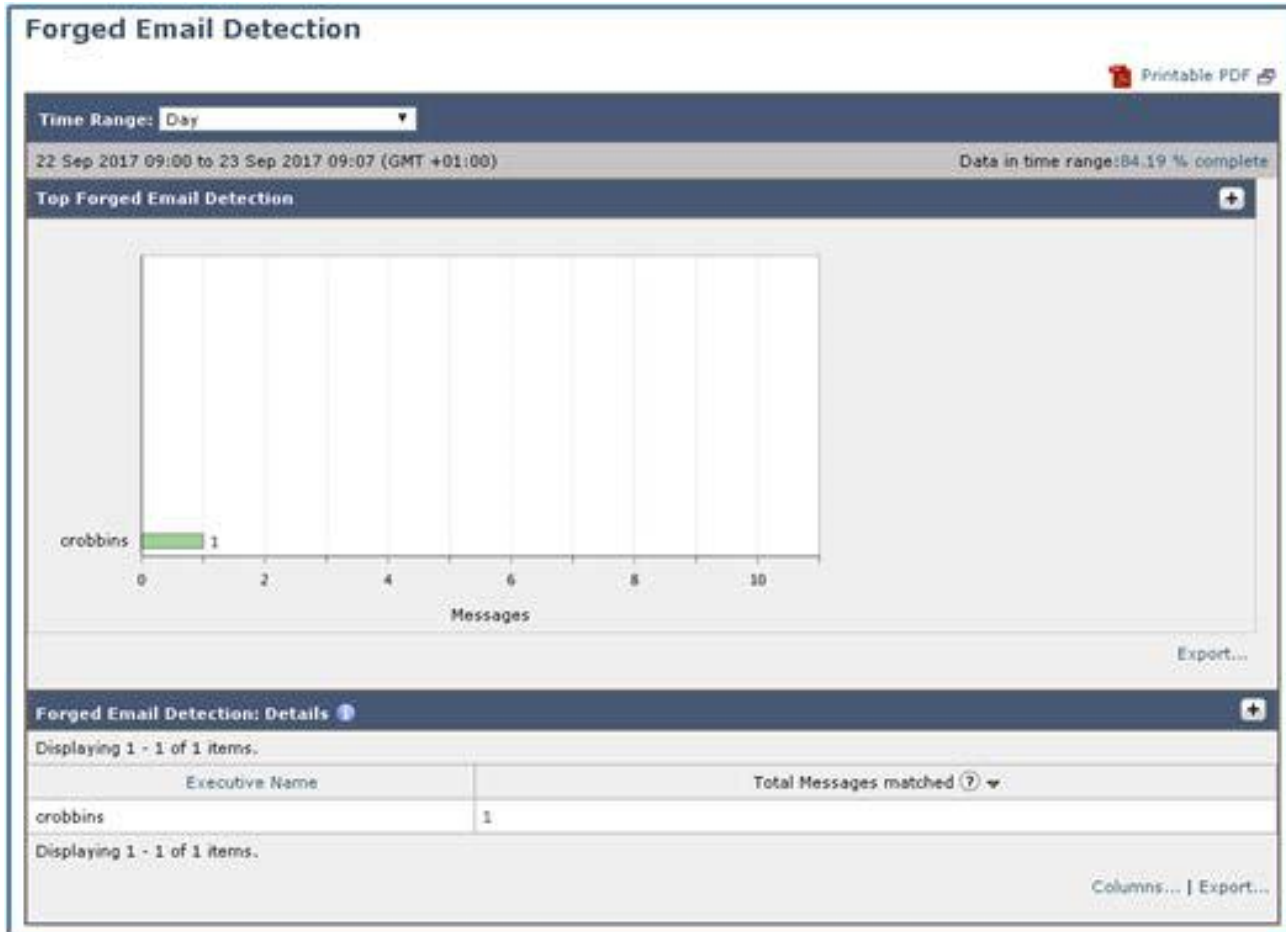 Forged Email Detection
Printable PDF
Time Range: Day
22 Sep 2017 09:00 to 23 Sep 2017 09:07 (GMT +01:00) Data in time range:84.19 % complete
Top Forged Email Detection
crobbins 1
0 2 4 6 8 10
Messages
Export...
Forged Email Detection: Details
Displaying 1 - 1 of 1 items.
Executive Name Total Messages matched
crobbins 1
Displaying 1 - 1 of 1 items.
Columns... | Export...